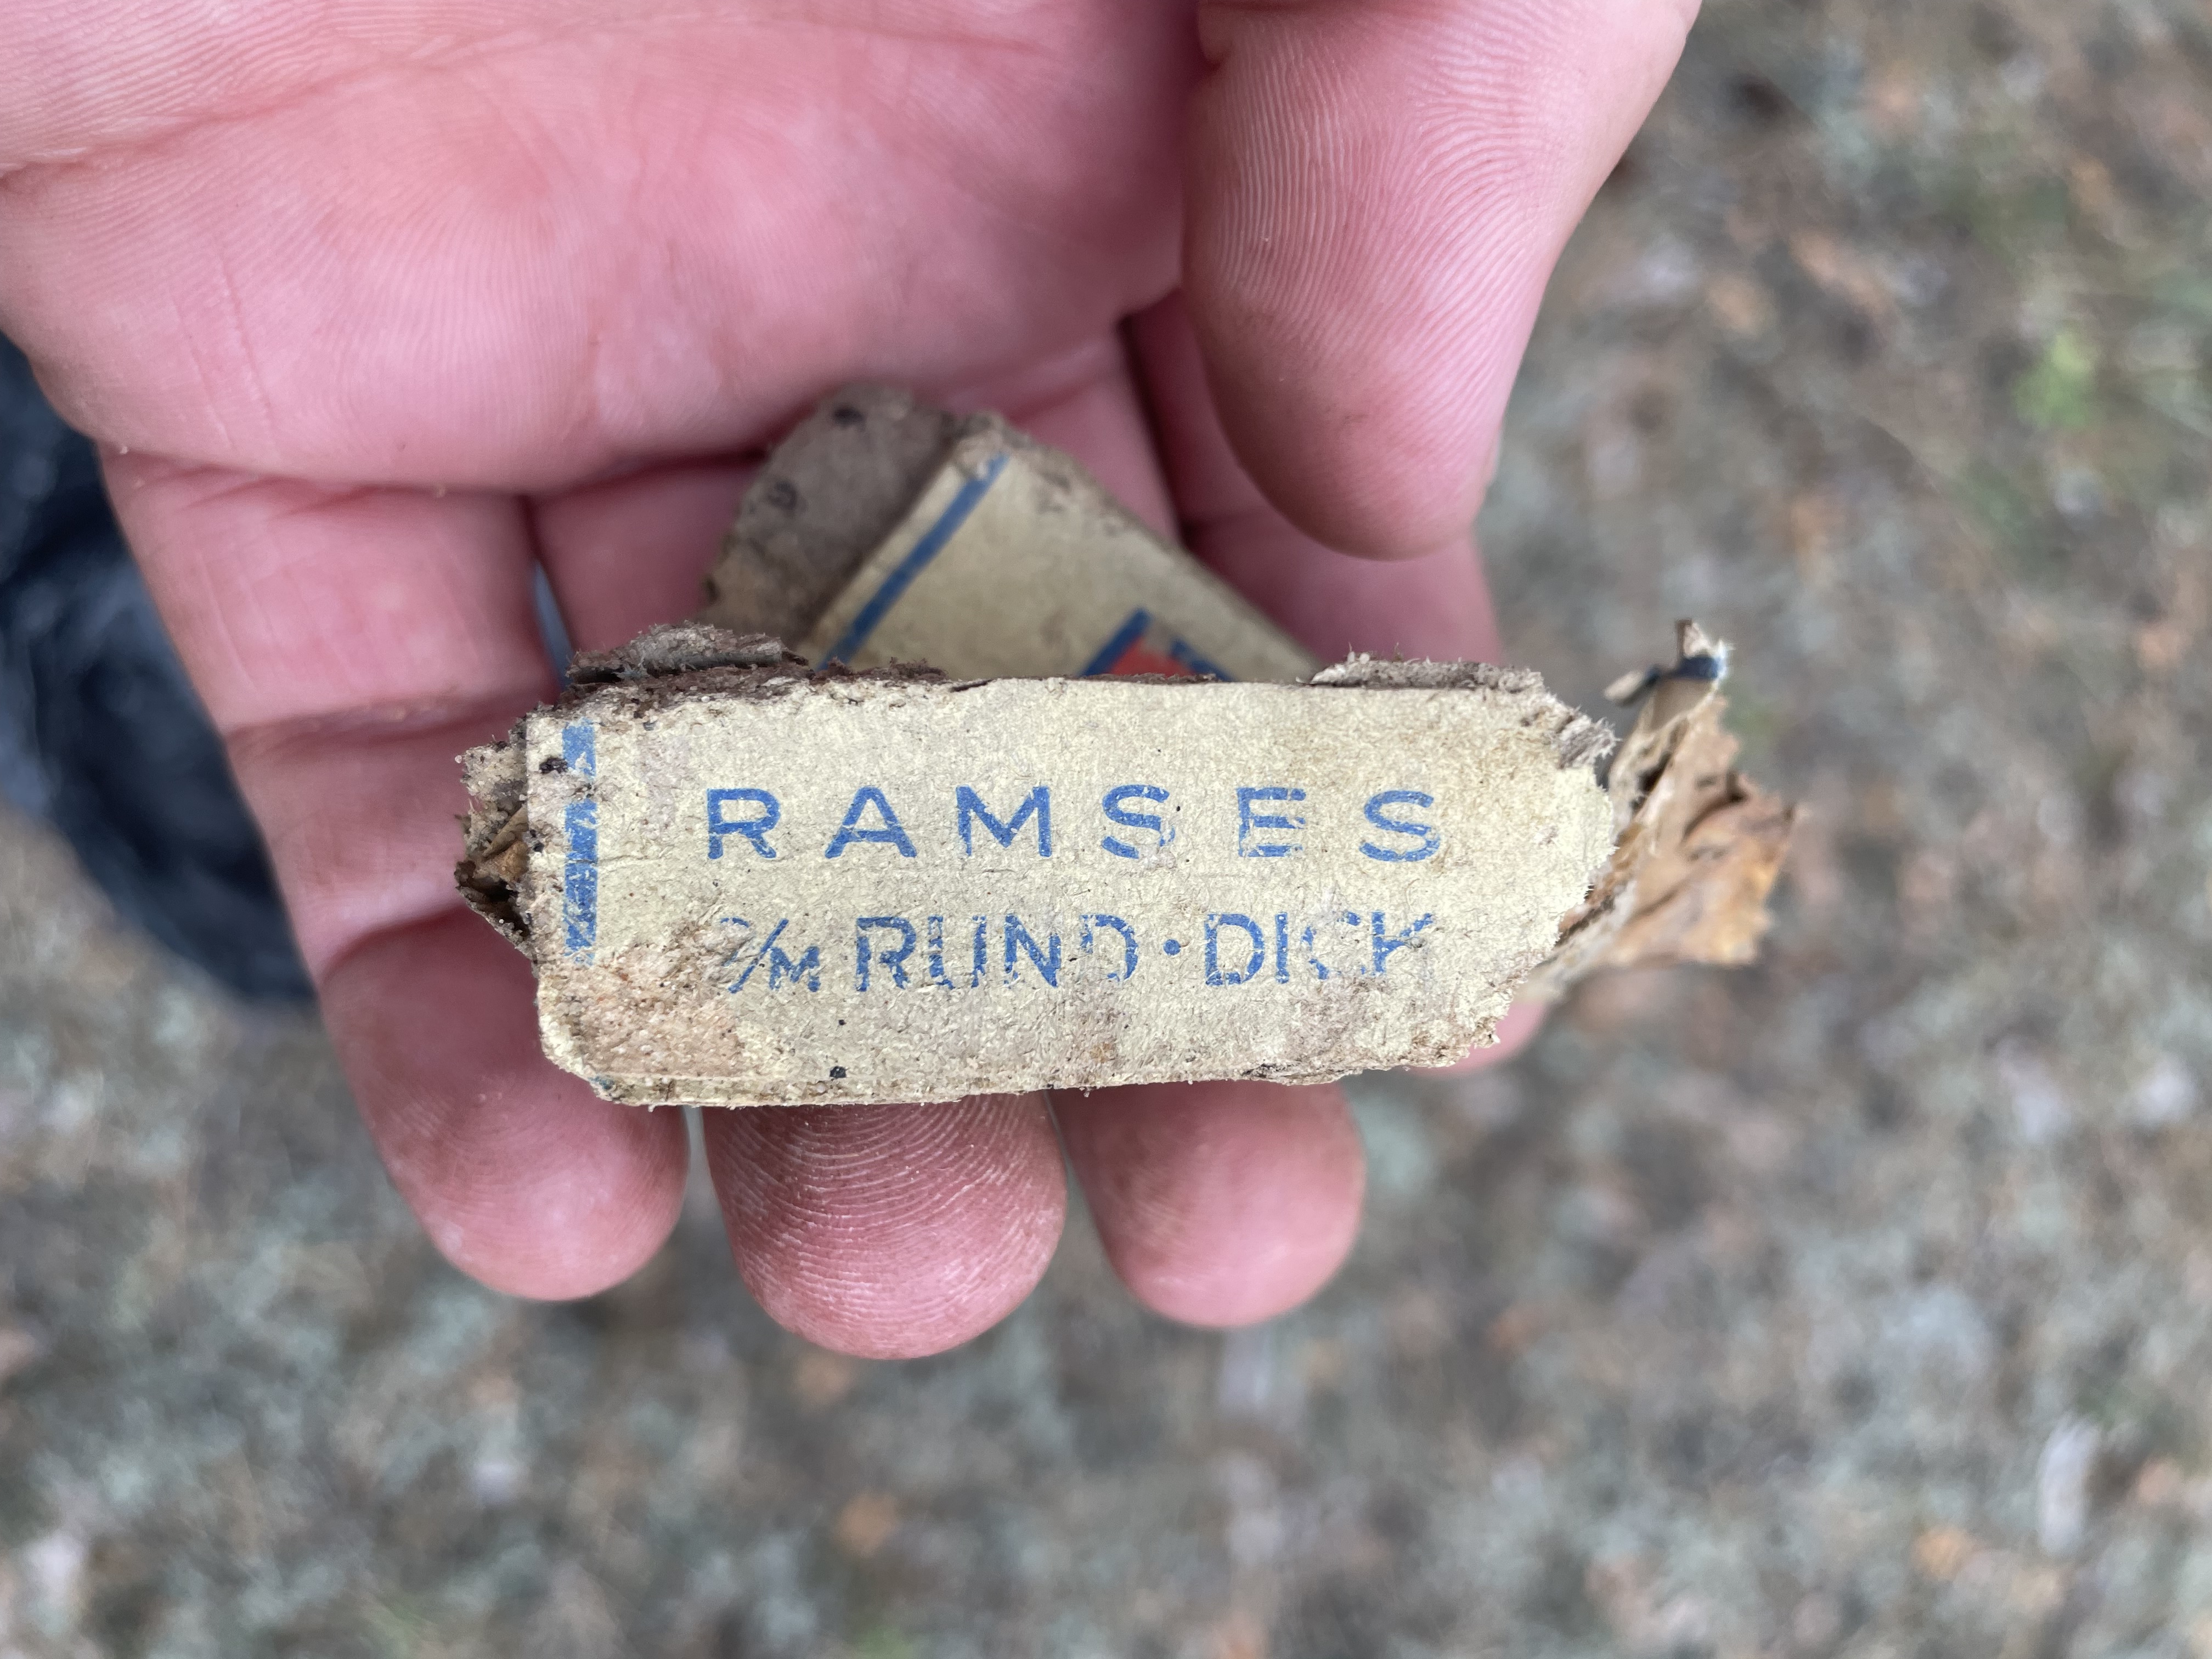 RAMSES
O/M RUND·DICK